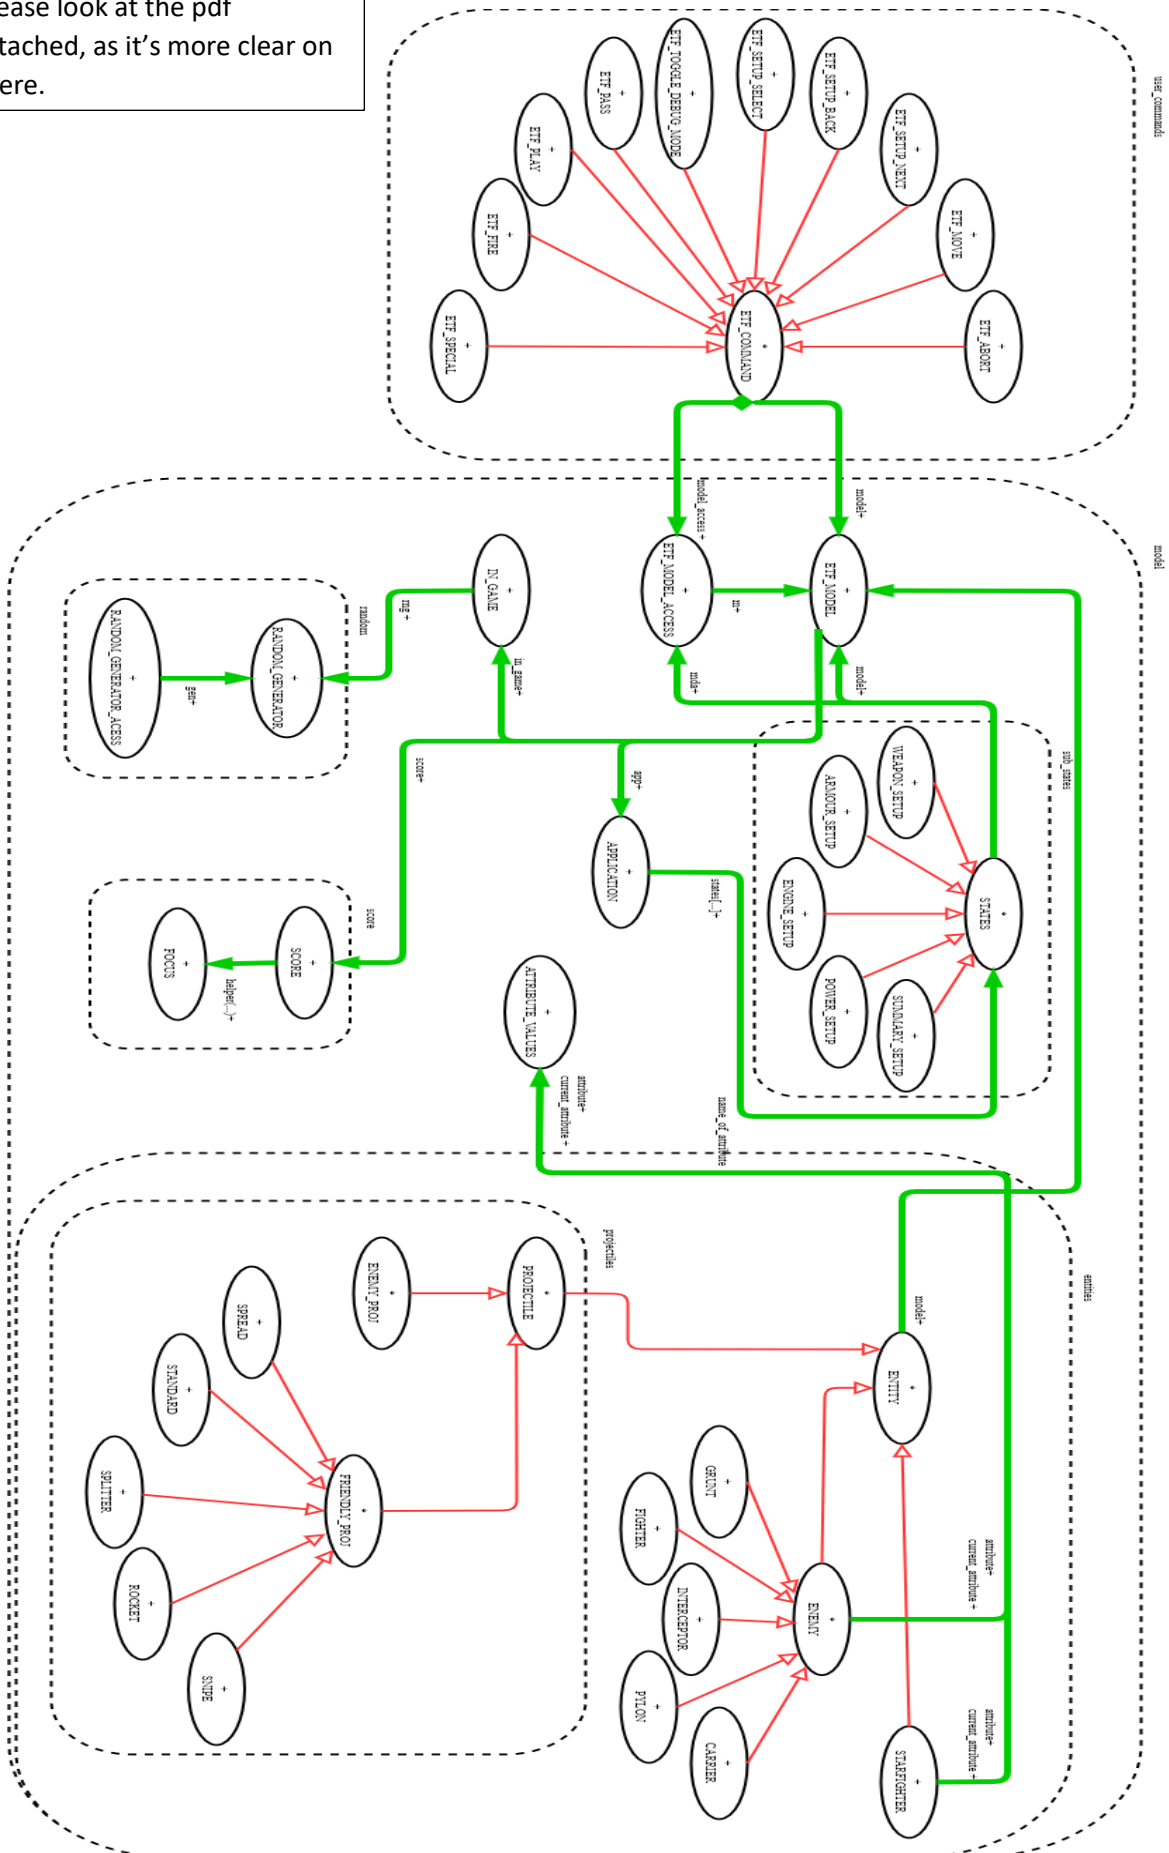 ease look at the pdf
tached, as it's more clear on
ere.
user_commands
+
ETF_ABORT
+
ETF_MOVE
+
ETF_SETUP_NEXT
+
ETF_SETUP_BACK
+
ETF_SETUP_SELECT
+
ETF_TOGGLE_DEBUG_MODE
+
ETF_PASS
+
ETF_PLAY
+
ETF_FIRE
+
ETF_SPECIAL
*
ETF_COMMAND
model
model+
model_access+
+
ETF_MODEL
+
ETF_MODEL_ACCESS
m+
model+
mda+
+
IN_GAME
in_game+
rng+
random
+
RANDOM_GENERATOR
gen+
+
RANDOM_GENERATOR_ACESS
sub_states
*
STATES
+
WEAPON_SETUP
+
ARMOUR_SETUP
+
ENGINE_SETUP
+
POWER_SETUP
+
SUMMARY_SETUP
app+
+
APPLICATION
states[...]+
name_of_attribute
score+
score
+
SCORE
helper(...)+
+
FOCUS
+
ATTRIBUTE_VALUES
attribute+
current_attribute+
entities
model+
*
ENTITY
attribute+
current_attribute+
attribute+
current_attribute+
+
STARFIGHTER
*
ENEMY
+
GRUNT
+
FIGHTER
+
INTERCEPTOR
+
PYLON
+
CARRIER
projectiles
*
PROJECTILE
+
ENEMY_PROJ
*
FRIENDLY_PROJ
+
SPREAD
+
STANDARD
+
SPLITTER
+
ROCKET
+
SNIPE